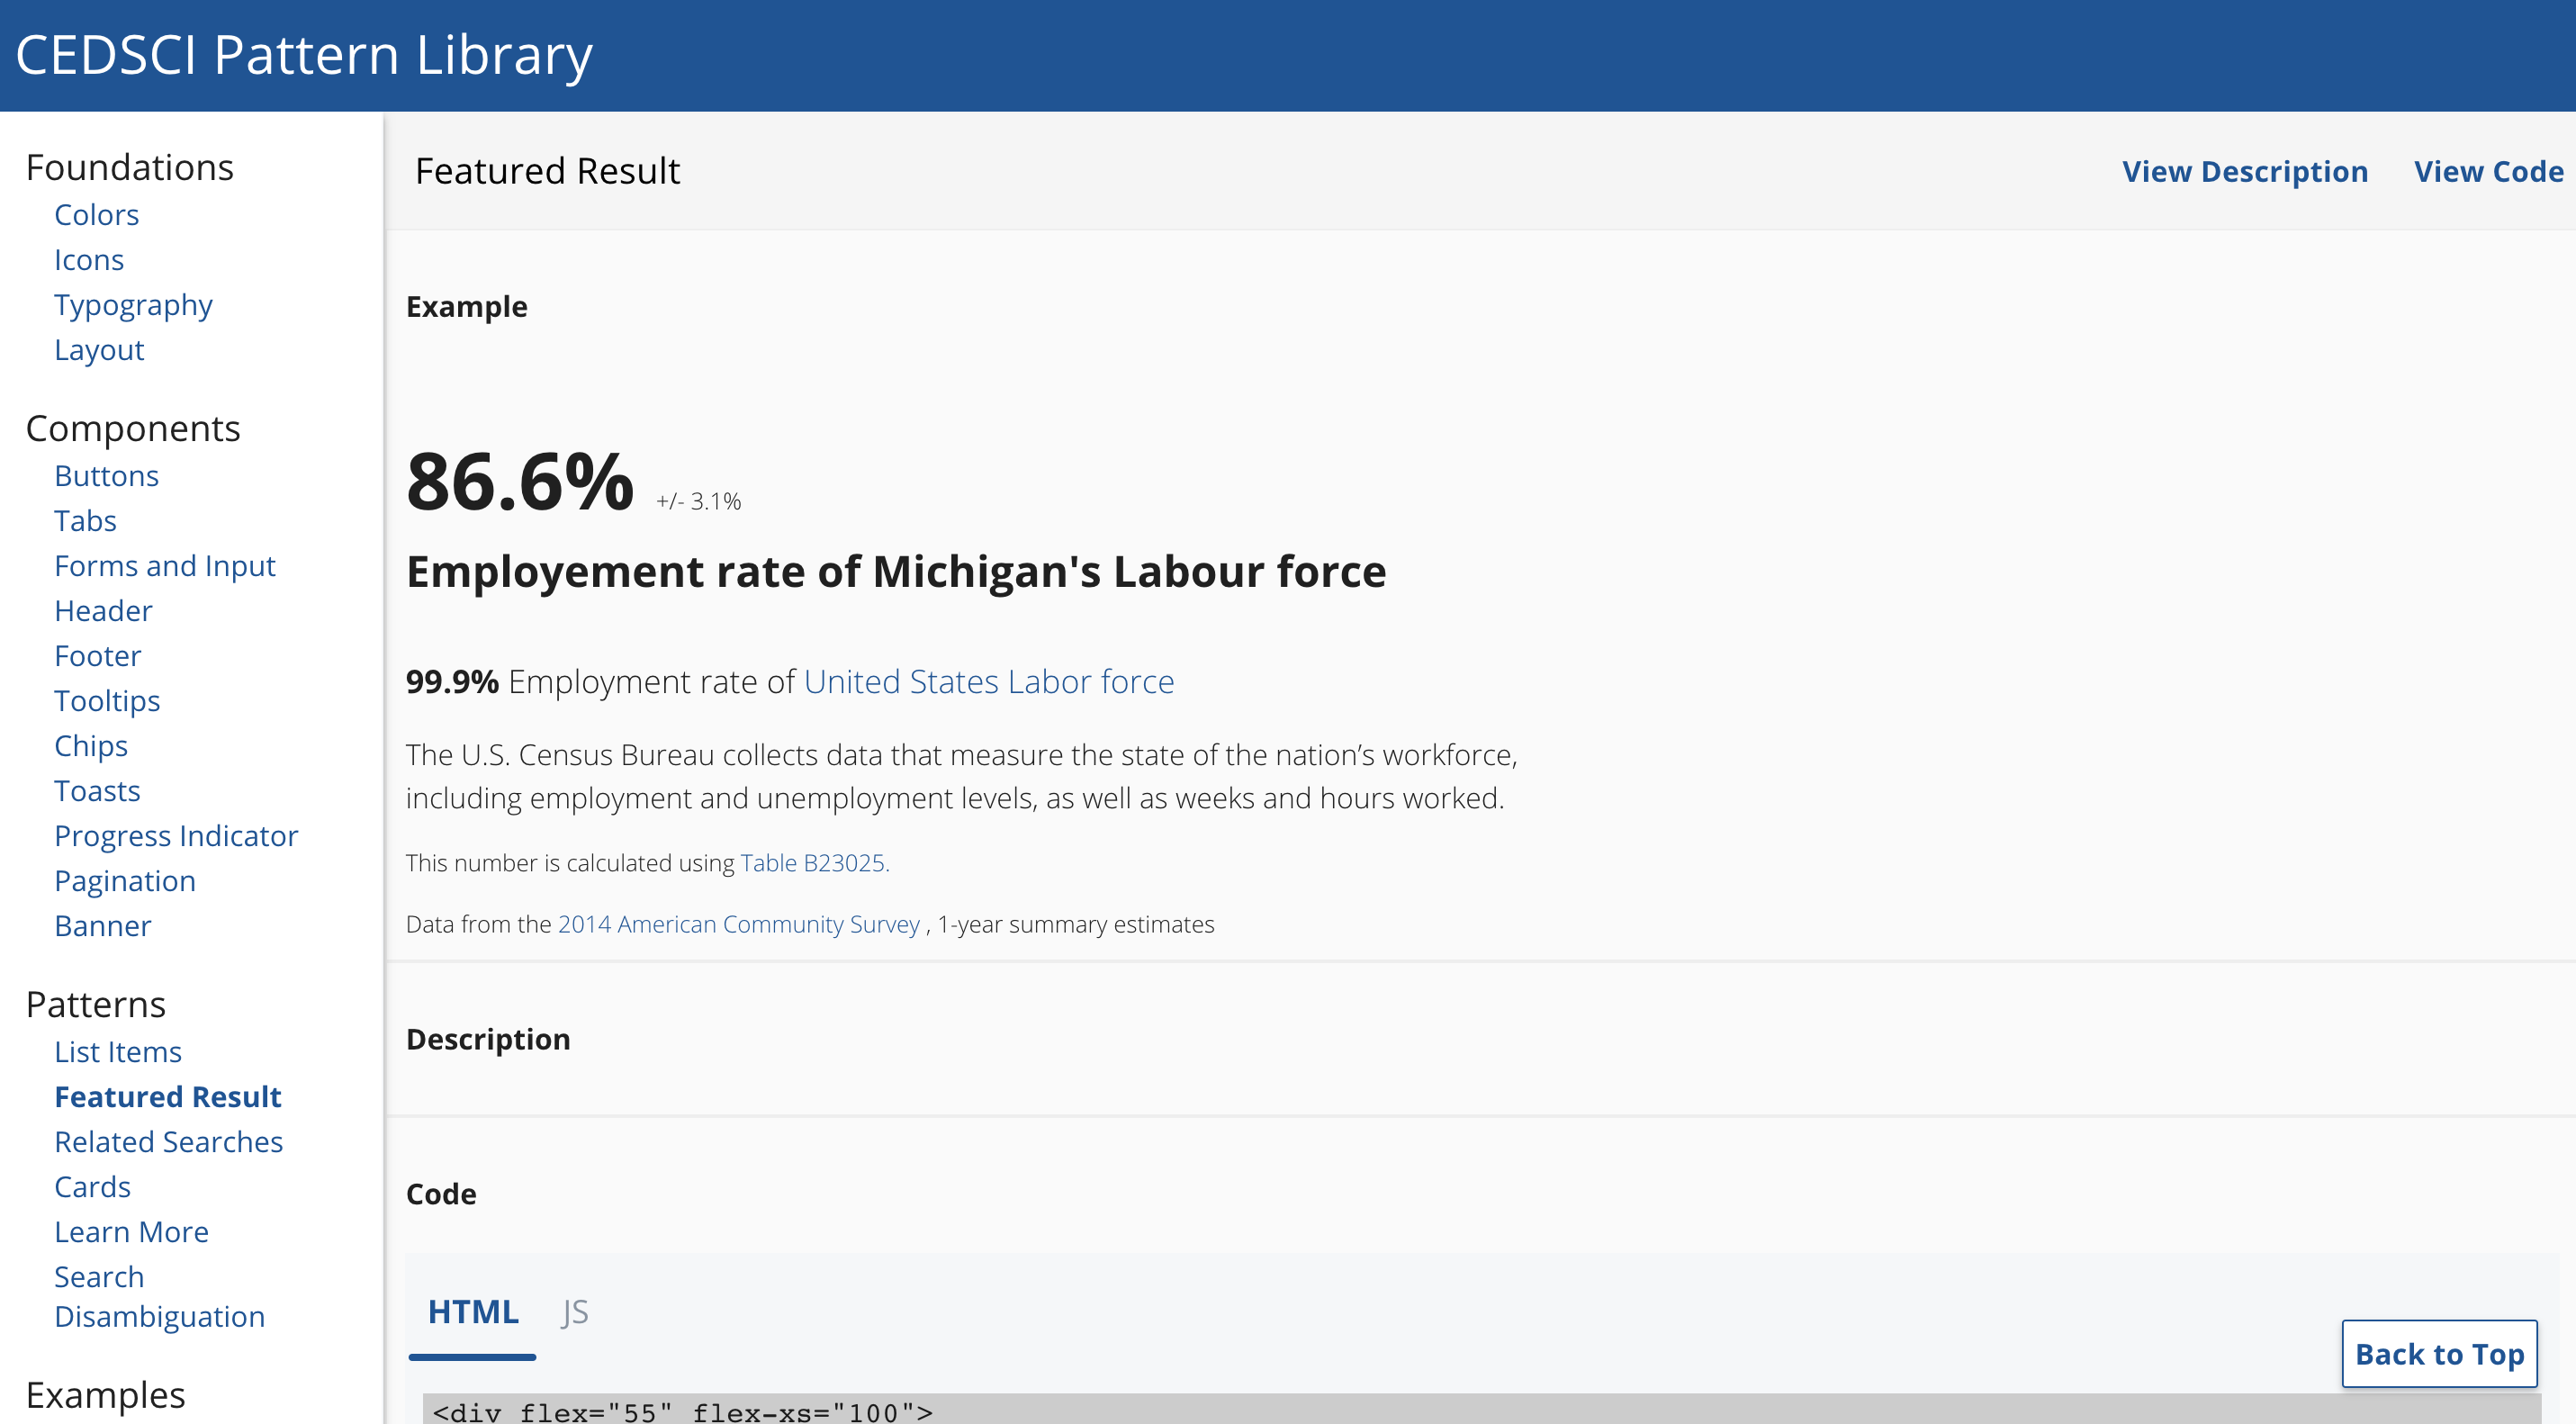 CEDSCI Pattern Library
Foundations
Colors
Icons
Typography
Layout
Components
Buttons
Tabs
Forms and Input
Header
Footer
Tooltips
Chips
Toasts
Progress Indicator
Pagination
Banner
Patterns
List Items
Featured Result
Related Searches
Cards
Learn More
Search
Disambiguation
Examples
Featured Result
View Description
View Code
Example
86.6% +/- 3.1%
Employement rate of Michigan's Labour force
99.9% Employment rate of United States Labor force
The U.S. Census Bureau collects data that measure the state of the nation’s workforce,
including employment and unemployment levels, as well as weeks and hours worked.
This number is calculated using Table B23025.
Data from the 2014 American Community Survey , 1-year summary estimates
Description
Code
HTML
JS
Back to Top
<div flex="55" flex-xs="100">